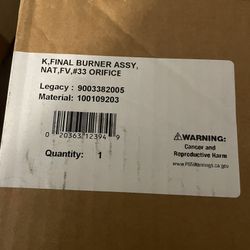 K,FINAL BURNER ASSY,
NAT,FV,#33 ORIFICE
Legacy : 9003382005
Material: 100109203
0 20363 12394 9
Quantity: 1
WARNING:
Cancer and
Reproductive Harm
www.P65Warnings.ca.gov